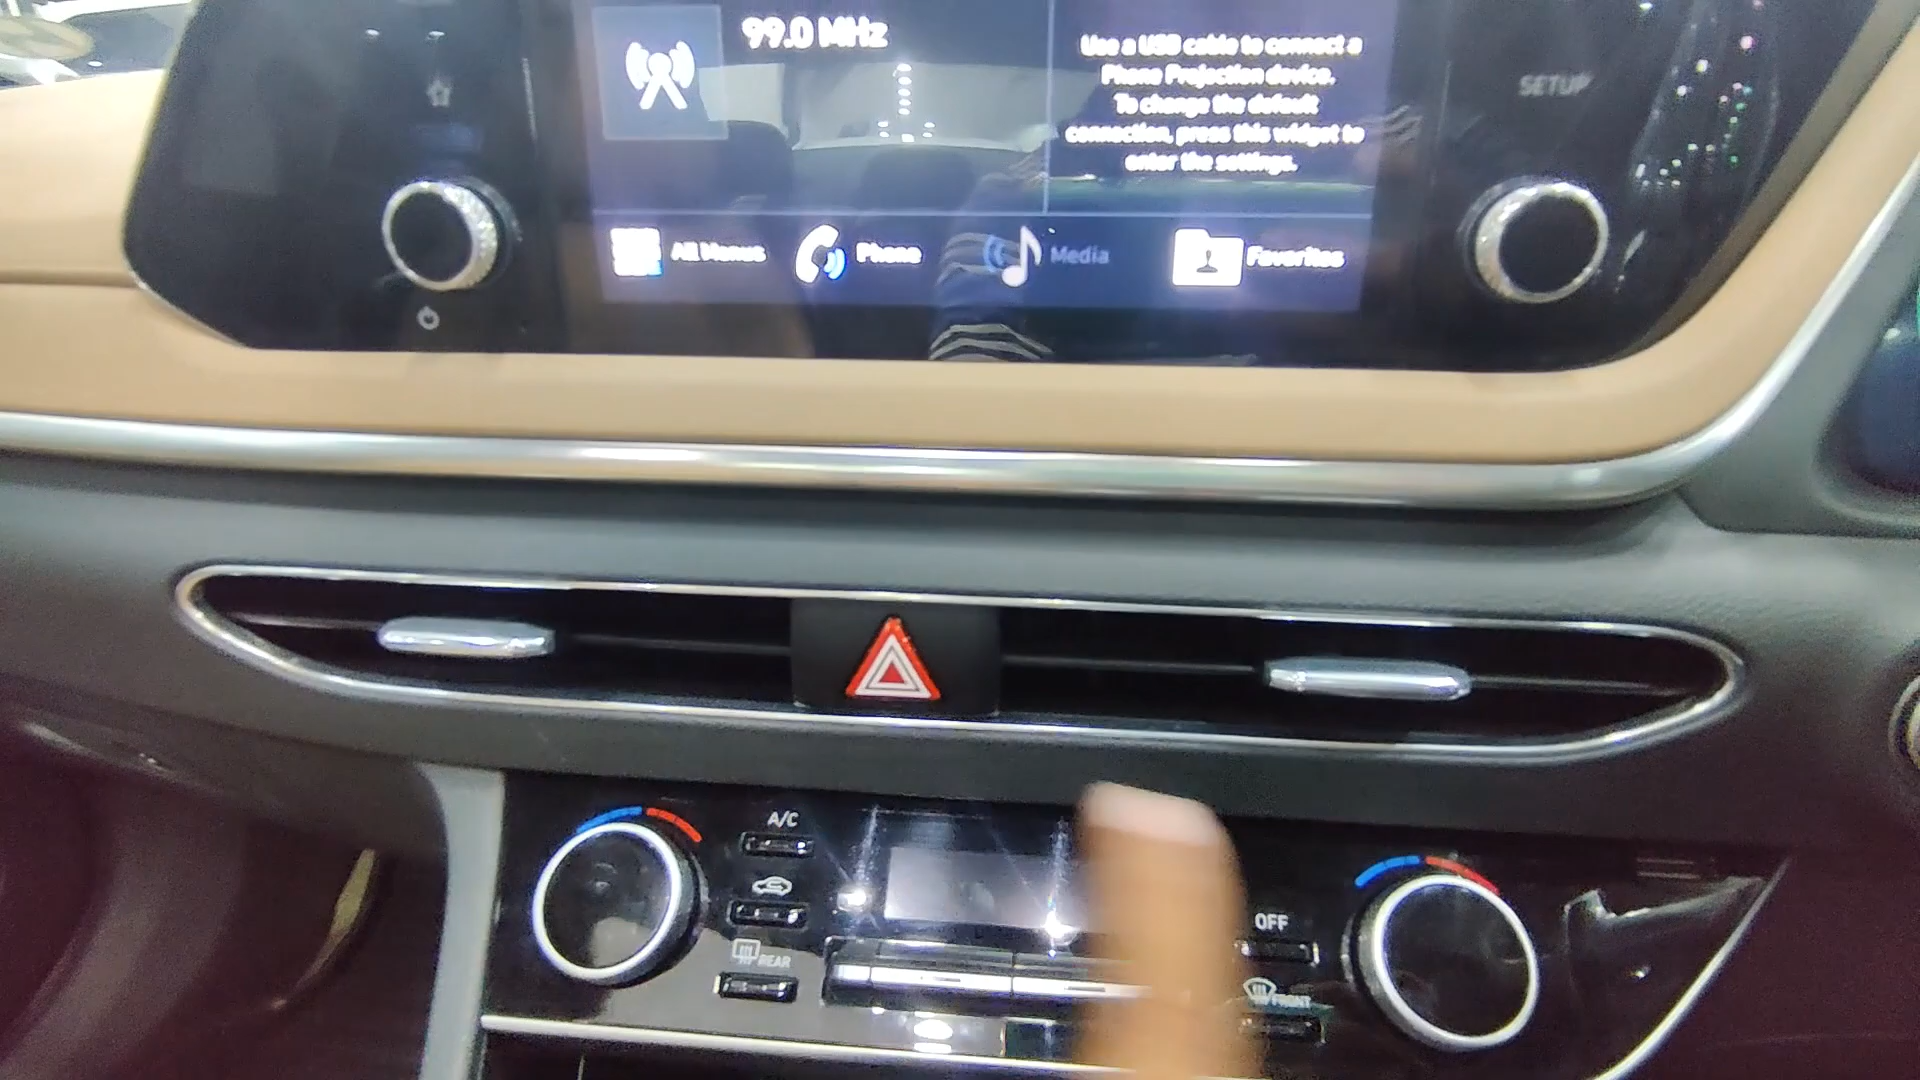 99.0 MHz
Use a USB cable to connect a
Phone Projection device.
To change the default
connection, press this widget to
enter the settings.
SETUP
All Menus
Phone
Media
Favorites
A/C
OFF
REAR
FRONT